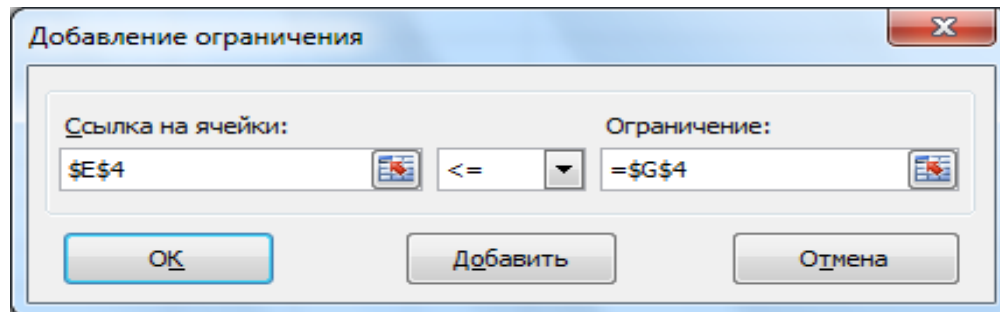 Добавление ограничения
Ссылка на ячейки: Ограничение:
$E$4 <= =$G$4
ОК Добавить Отмена